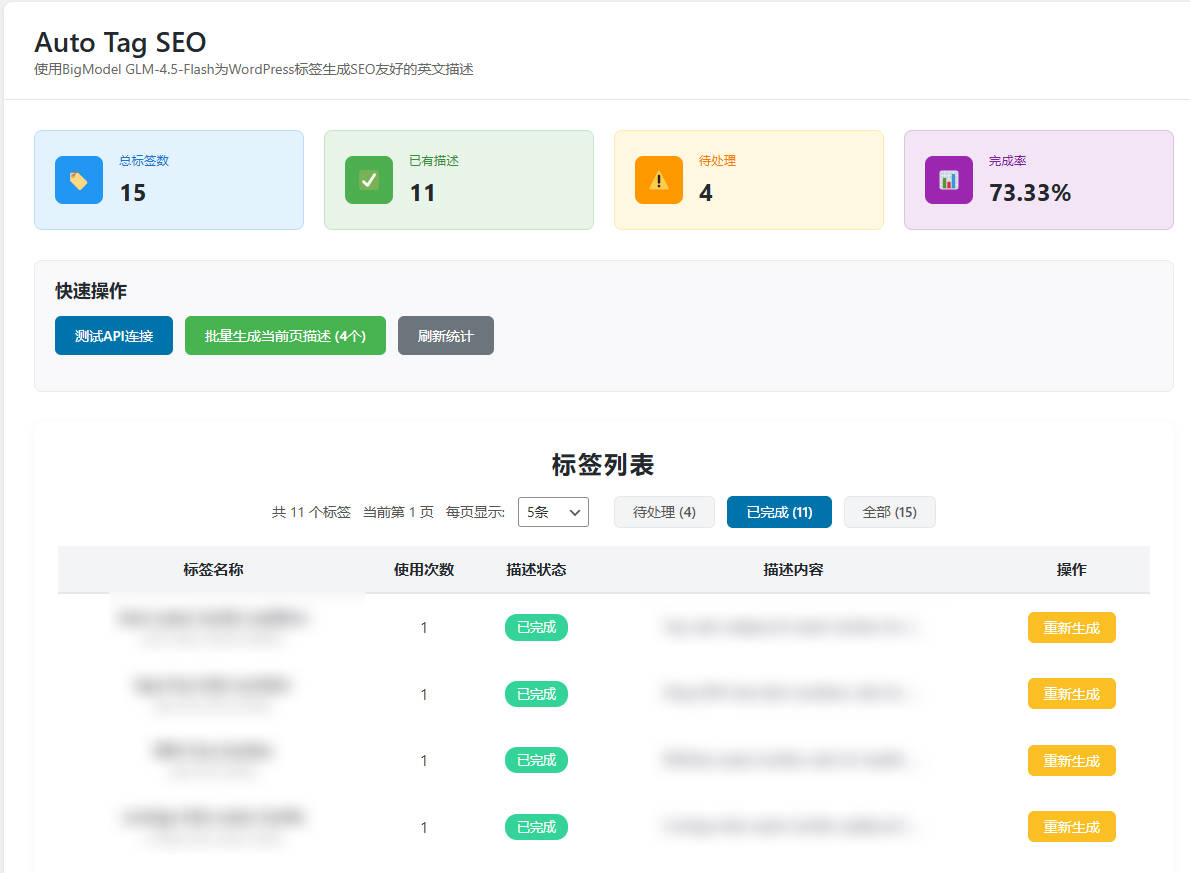 Auto Tag SEO
使用BigModel GLM-4.5-Flash为WordPress标签生成SEO友好的英文描述
总标签数
15
已有描述
11
待处理
4
完成率
73.33%
快速操作
测试API连接 批量生成当前页描述 (4个) 刷新统计
标签列表
共 11 个标签 当前第 1 页 每页显示: 5条 待处理 (4) 已完成 (11) 全部 (15)
标签名称 使用次数 描述状态 描述内容 操作
1 已完成 重新生成
1 已完成 重新生成
1 已完成 重新生成
1 已完成 重新生成